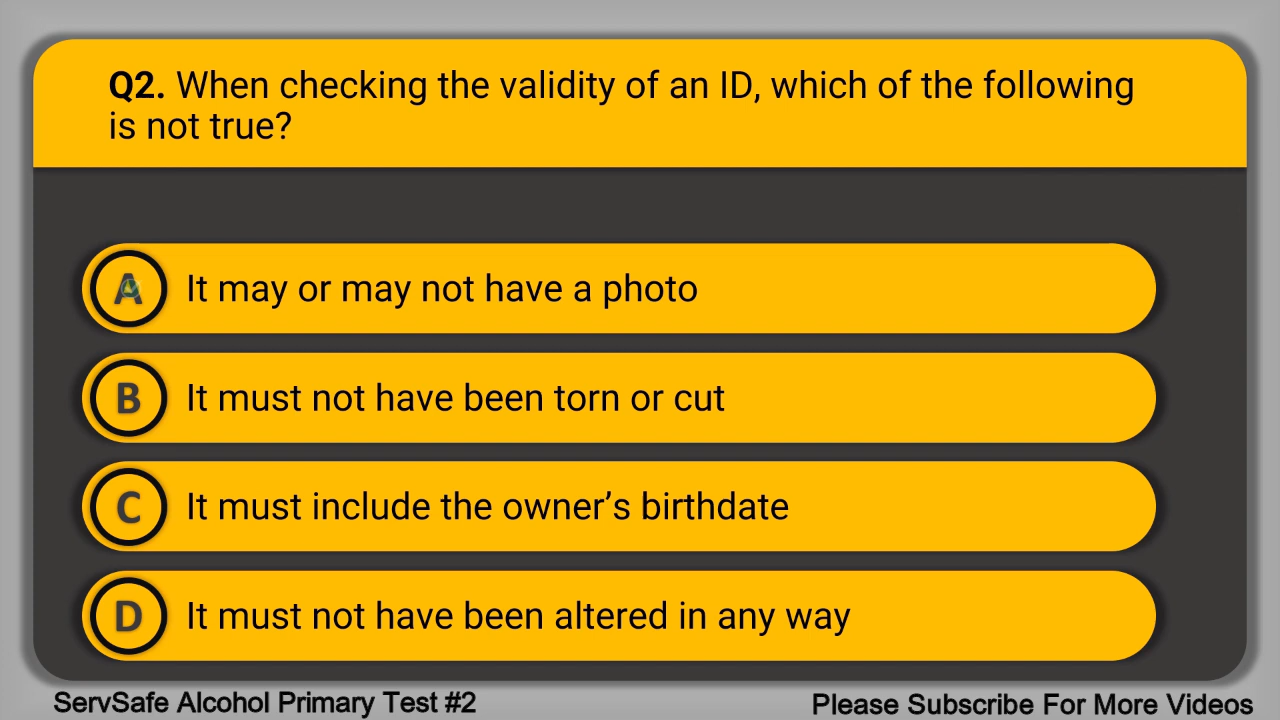 Q2. When checking the validity of an ID, which of the following
is not true?
A It may or may not have a photo
B It must not have been torn or cut
C It must include the owner’s birthdate
D It must not have been altered in any way
ServSafe Alcohol Primary Test #2
Please Subscribe For More Videos